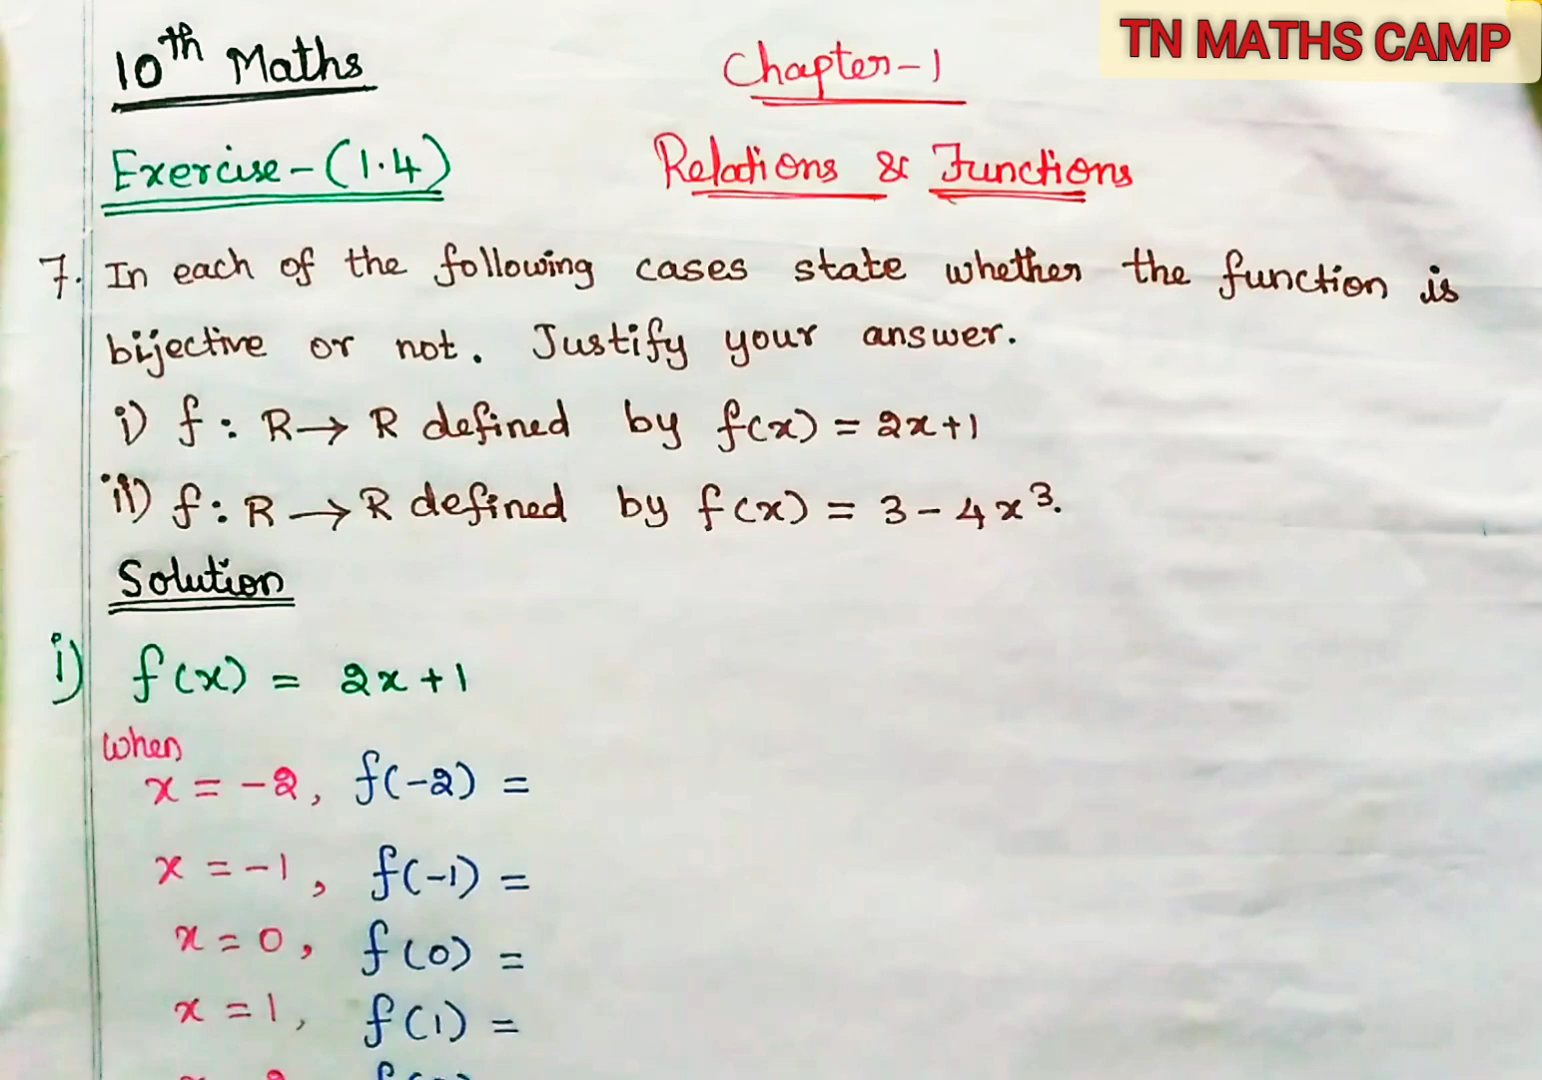 TN MATHS CAMP
10th Maths
Chapter-1
Exercise-(1.4)
Relations & Functions
7. In each of the following cases state whether the function is
bijective or not. Justify your answer.
i) f: R→ R defined by f(x) = 2x+1
ii) f: R → R defined by f(x) = 3-4x³.
Solution
i) f(x) = 2x+1
when
x = -2, f(-2) =
x = -1, f(-1) =
x = 0, f(0) =
x = 1, f(1) =